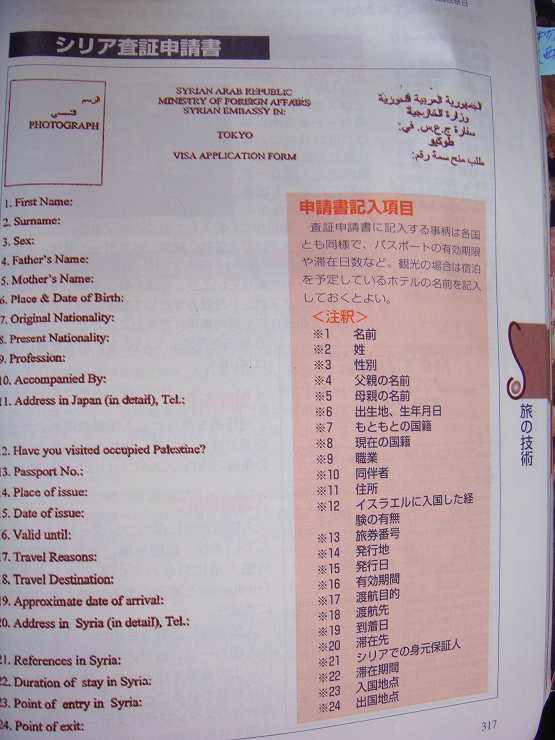 シリア査証申請書
الرسم
الشمسي
PHOTOGRAPH
SYRIAN ARAB REPUBLIC
MINISTRY OF FOREIGN AFFAIRS
SYRIAN EMBASSY IN:
TOKYO
VISA APPLICATION FORM
الجمهورية العربية السورية
وزارة الخارجية
سفارة ج.ع.س. في:
طوكيو
طلب منح سمة رقم:
1. First Name:
2. Surname:
3. Sex:
4. Father's Name:
5. Mother's Name:
6. Place & Date of Birth:
7. Original Nationality:
8. Present Nationality:
9. Profession:
10. Accompanied By:
11. Address in Japan (in detail), Tel.:
2. Have you visited occupied Palestine?
13. Passport No.:
14. Place of issue:
15. Date of issue:
6. Valid until:
17. Travel Reasons:
18. Travel Destination:
19. Approximate date of arrival:
20. Address in Syria (in detail), Tel.:
21. References in Syria:
22. Duration of stay in Syria:
23. Point of entry in Syria:
24. Point of exit:
申請書記入項目
査証申請書に記入する事柄は各国
とも同様で、パスポートの有効期限
や滞在日数など。観光の場合は宿泊
を予定しているホテルの名前を記入
しておくとよい。
<注釈>
※1 名前
※2 姓
※3 性別
※4 父親の名前
※5 母親の名前
※6 出生地、生年月日
※7 もともとの国籍
※8 現在の国籍
※9 職業
※10 同伴者
※11 住所
※12 イスラエルに入国した経
験の有無
※13 旅券番号
※14 発行地
※15 発行日
※16 有効期間
※17 渡航目的
※18 渡航先
※19 到着日
※20 滞在先
※21 シリアでの身元保証人
※22 滞在期間
※23 入国地点
※24 出国地点
旅の技術
317